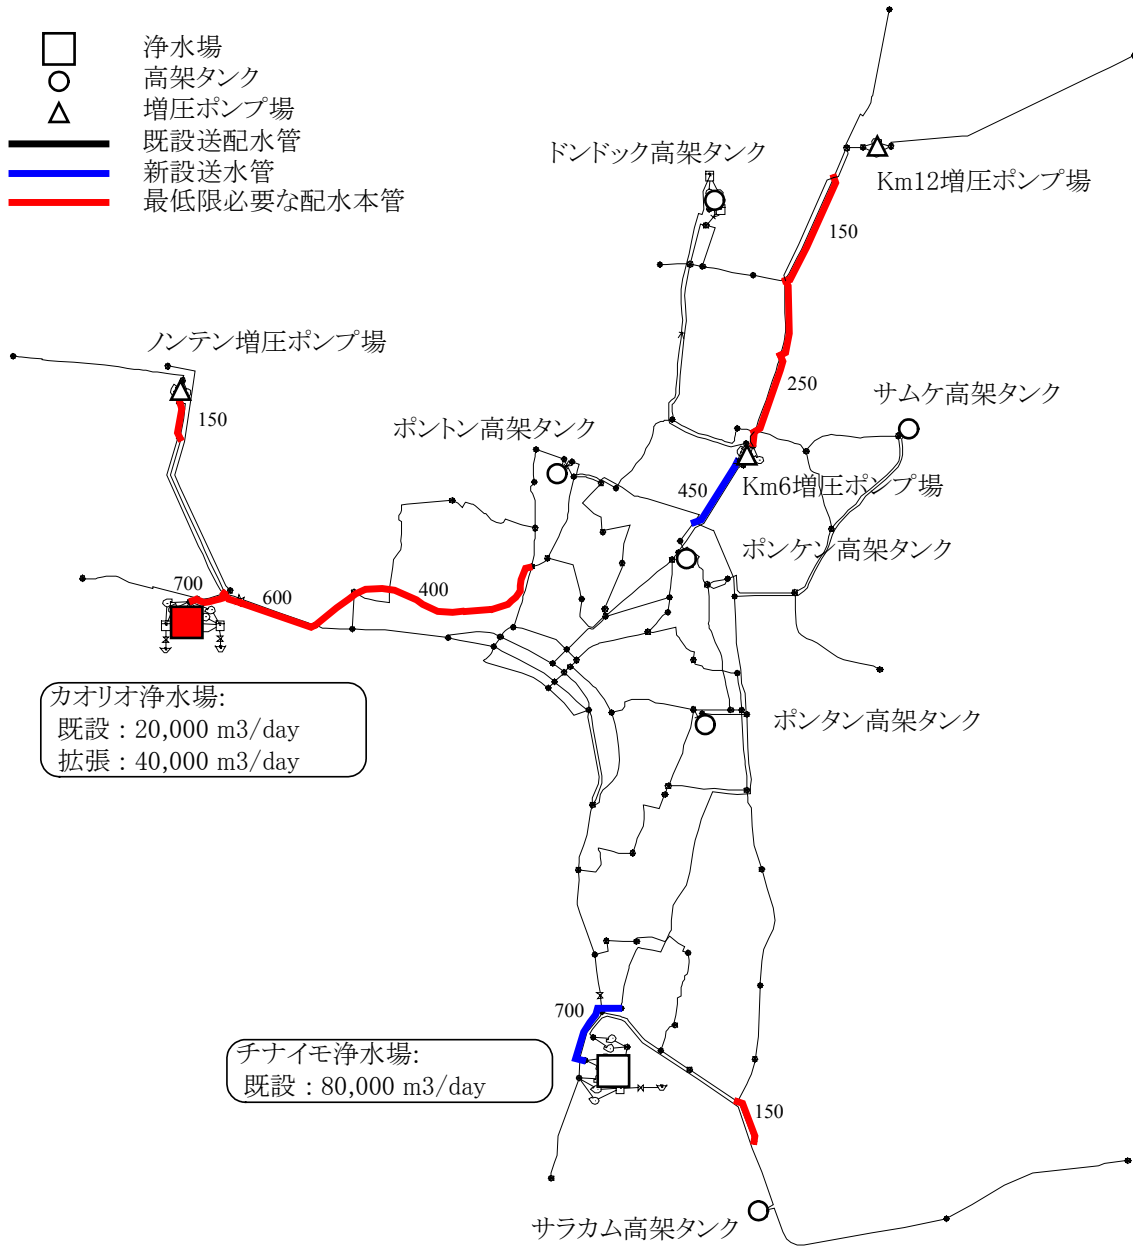 浄水場
高架タンク
増圧ポンプ場
既設送配水管
新設送水管
最低限必要な配水本管
ドンドック高架タンク
Km12増圧ポンプ場
150
ノンテン増圧ポンプ場
150
250
サムケ高架タンク
ポントン高架タンク
450
Km6増圧ポンプ場
ポンケン高架タンク
700
600
400
カオリオ浄水場:
既設：20,000 m3/day
拡張：40,000 m3/day
ポンタン高架タンク
700
チナイモ浄水場:
既設：80,000 m3/day
150
サラカム高架タンク